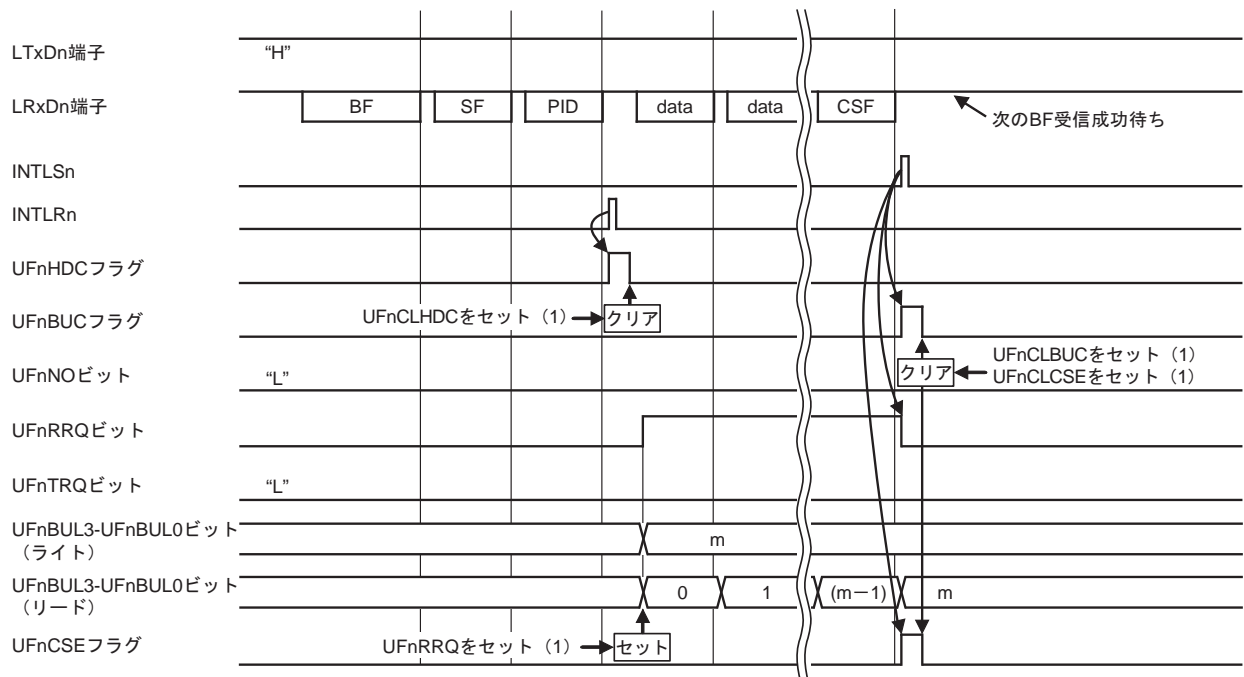 LTxDn端子 “H”
LRxDn端子 BF SF PID data data CSF
次のBF受信成功待ち
INTLSn
INTLRn
UFnHDCフラグ
UFnBUCフラグ UFnCLHDCをセット（1） クリア
UFnCLBUCをセット（1）
UFnNOビット “L” クリア UFnCLCSEをセット（1）
UFnRRQビット
UFnTRQビット “L”
UFnBUL3-UFnBUL0ビット
（ライト） m
UFnBUL3-UFnBUL0ビット
（リード） 0 1 (m－1) m
UFnCSEフラグ UFnRRQをセット（1） セット